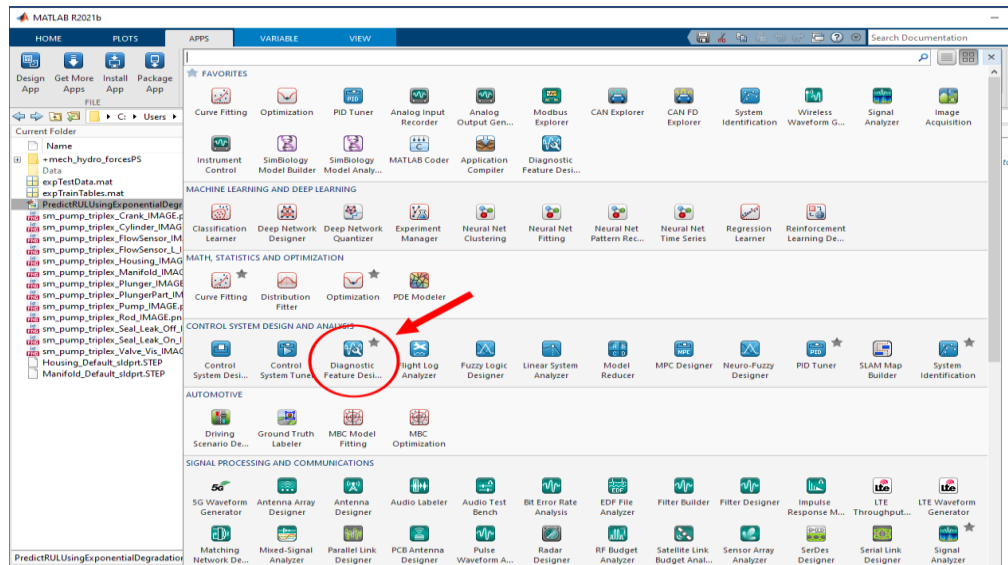 MATLAB R2021b
HOME PLOTS APPS VARIABLE VIEW
Search Documentation
Design App
Get More Apps
Install App
Package App
FILE
C: Users
Current Folder
Name
+mech_hydro_forcesPS
Data
expTestData.mat
expTrainTables.mat
PredictRULUsingExponentialDegr
sm_pump_triplex_Crank_IMAGE.p
sm_pump_triplex_Cylinder_IMAG
sm_pump_triplex_FlowSensor_IM
sm_pump_triplex_FlowSensor_L_I
sm_pump_triplex_Housing_IMAG
sm_pump_triplex_Manifold_IMAG
sm_pump_triplex_Plunger_IMAGE
sm_pump_triplex_PlungerPart_IM
sm_pump_triplex_Pump_IMAGE.p
sm_pump_triplex_Rod_IMAGE.pn
sm_pump_triplex_Seal_Leak_Off_I
sm_pump_triplex_Seal_Leak_On_I
sm_pump_triplex_Valve_Vis_IMAG
Housing_Default_sldprt.STEP
Manifold_Default_sldprt.STEP
PredictRULUsingExponentialDegradation
FAVORITES
Curve Fitting
Optimization
PID Tuner
Analog Input Recorder
Analog Output Gen...
Modbus Explorer
CAN Explorer
CAN FD Explorer
System Identification
Wireless Waveform G...
Signal Analyzer
Image Acquisition
Instrument Control
SimBiology Model Builder
SimBiology Model Analy...
MATLAB Coder
Application Compiler
Diagnostic Feature Desi...
MACHINE LEARNING AND DEEP LEARNING
Classification Learner
Deep Network Designer
Deep Network Quantizer
Experiment Manager
Neural Net Clustering
Neural Net Fitting
Neural Net Pattern Rec...
Neural Net Time Series
Regression Learner
Reinforcement Learning De...
MATH, STATISTICS AND OPTIMIZATION
Curve Fitting
Distribution Fitter
Optimization
PDE Modeler
CONTROL SYSTEM DESIGN AND ANALYSIS
Control System Desi...
Control System Tuner
Diagnostic Feature Desi...
Flight Log Analyzer
Fuzzy Logic Designer
Linear System Analyzer
Model Reducer
MPC Designer
Neuro-Fuzzy Designer
PID Tuner
SLAM Map Builder
System Identification
AUTOMOTIVE
Driving Scenario De...
Ground Truth Labeler
MBC Model Fitting
MBC Optimization
SIGNAL PROCESSING AND COMMUNICATIONS
5G Waveform Generator
Antenna Array Designer
Antenna Designer
Audio Labeler
Audio Test Bench
Bit Error Rate Analysis
EDF File Analyzer
Filter Builder
Filter Designer
Impulse Response M...
LTE Throughput...
LTE Waveform Generator
Matching Network De...
Mixed-Signal Analyzer
Parallel Link Designer
PCB Antenna Designer
Pulse Waveform A...
Radar Designer
RF Budget Analyzer
Satellite Link Budget Anal...
Sensor Array Analyzer
SerDes Designer
Serial Link Designer
Signal Analyzer